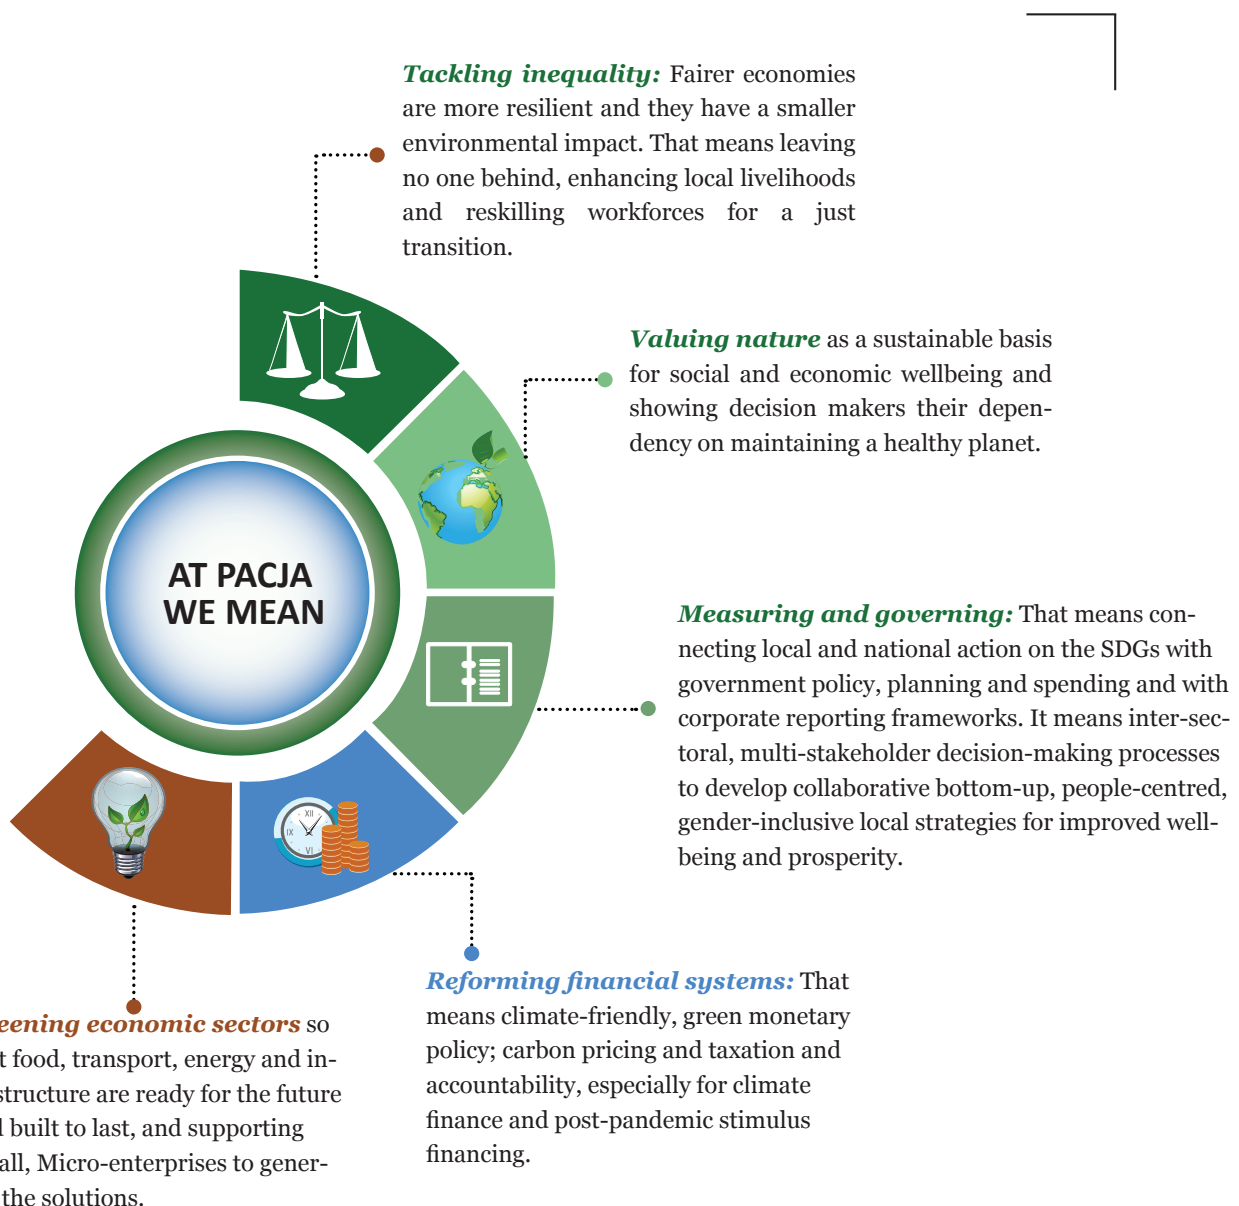 Tackling inequality: Fairer economies
are more resilient and they have a smaller
environmental impact. That means leaving
no one behind, enhancing local livelihoods
and reskilling workforces for a just
transition.
Valuing nature as a sustainable basis
for social and economic wellbeing and
showing decision makers their depen-
dency on maintaining a healthy planet.
AT PACJA
WE MEAN
Measuring and governing: That means con-
necting local and national action on the SDGs with
government policy, planning and spending and with
corporate reporting frameworks. It means inter-sec-
toral, multi-stakeholder decision-making processes
to develop collaborative bottom-up, people-centred,
gender-inclusive local strategies for improved well-
being and prosperity.
XII
IX
VI
Reforming financial systems: That
means climate-friendly, green monetary
policy; carbon pricing and taxation and
accountability, especially for climate
finance and post-pandemic stimulus
financing.
eening economic sectors so
t food, transport, energy and in-
structure are ready for the future
built to last, and supporting
all, Micro-enterprises to gener-
the solutions.